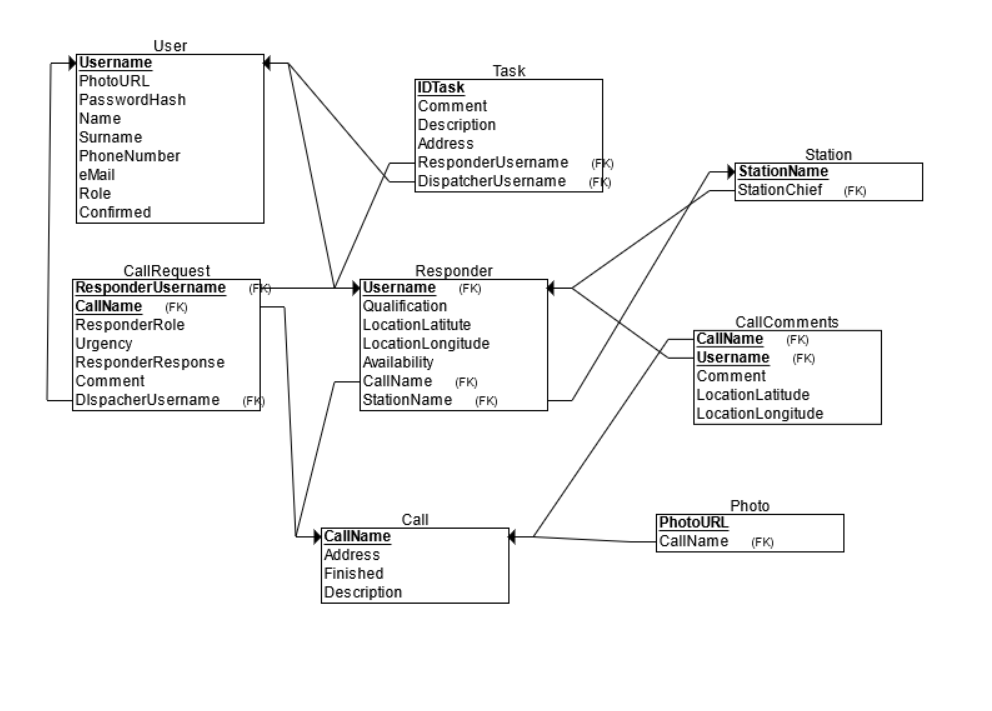 User
Username
PhotoURL
PasswordHash
Name
Surname
PhoneNumber
eMail
Role
Confirmed
Task
IDTask
Comment
Description
Address
ResponderUsername (FK)
DispatcherUsername (FK)
Station
StationName
StationChief (FK)
CallRequest
ResponderUsername (FK)
CallName (FK)
ResponderRole
Urgency
ResponderResponse
Comment
DIspacherUsername (FK)
Responder
Username (FK)
Qualification
LocationLatitute
LocationLongitude
Availability
CallName (FK)
StationName (FK)
CallComments
CallName (FK)
Username (FK)
Comment
LocationLatitude
LocationLongitude
Call
CallName
Address
Finished
Description
Photo
PhotoURL
CallName (FK)